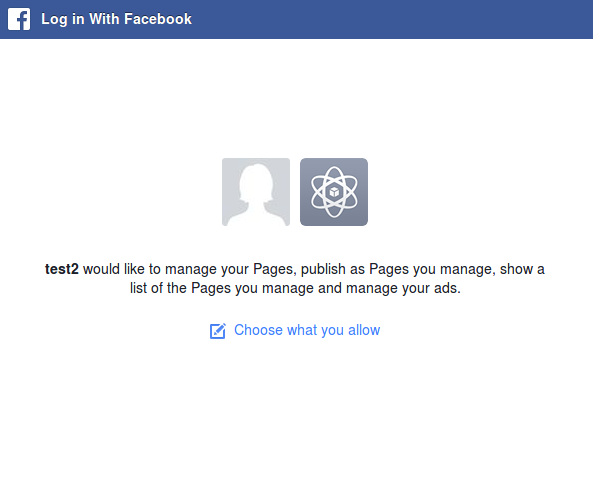 Log in With Facebook
test2 would like to manage your Pages, publish as Pages you manage, show a
list of the Pages you manage and manage your ads.
Choose what you allow